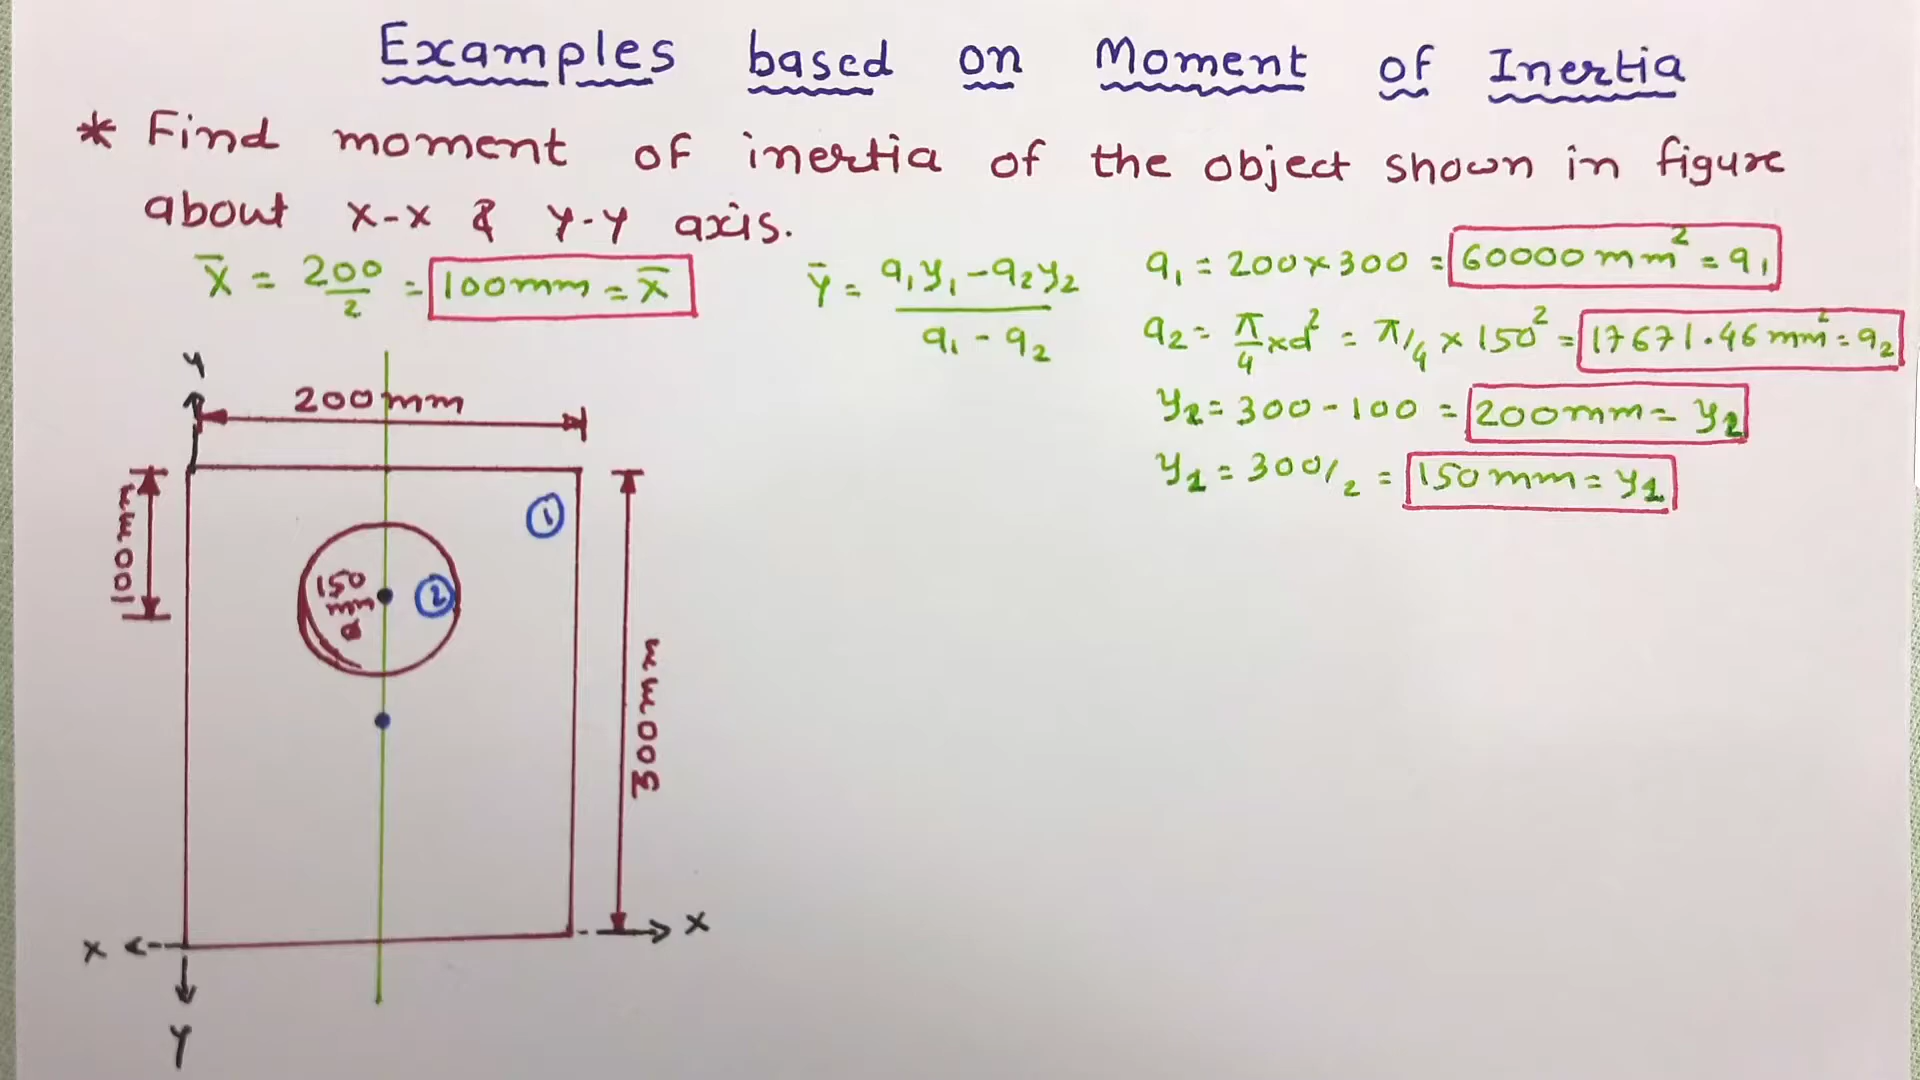 Examples based on Moment of Inertia
* Find moment of inertia of the object shown in figure
about x-x & y-y axis.
X̄ = 200/2 = 100mm = x̄
ȳ = a₁y₁ - a₂y₂ / a₁ - a₂
a₁ = 200 x 300 = 60000 mm² = a₁
a₂ = π/4 x d² = π/4 x 150² = 17671.46 mm² = a₂
y₂ = 300 - 100 = 200mm = y₂
y₁ = 300/2 = 150mm = y₁
y
200mm
100mm
1
150
mm
ø
2
300mm
x
x
y